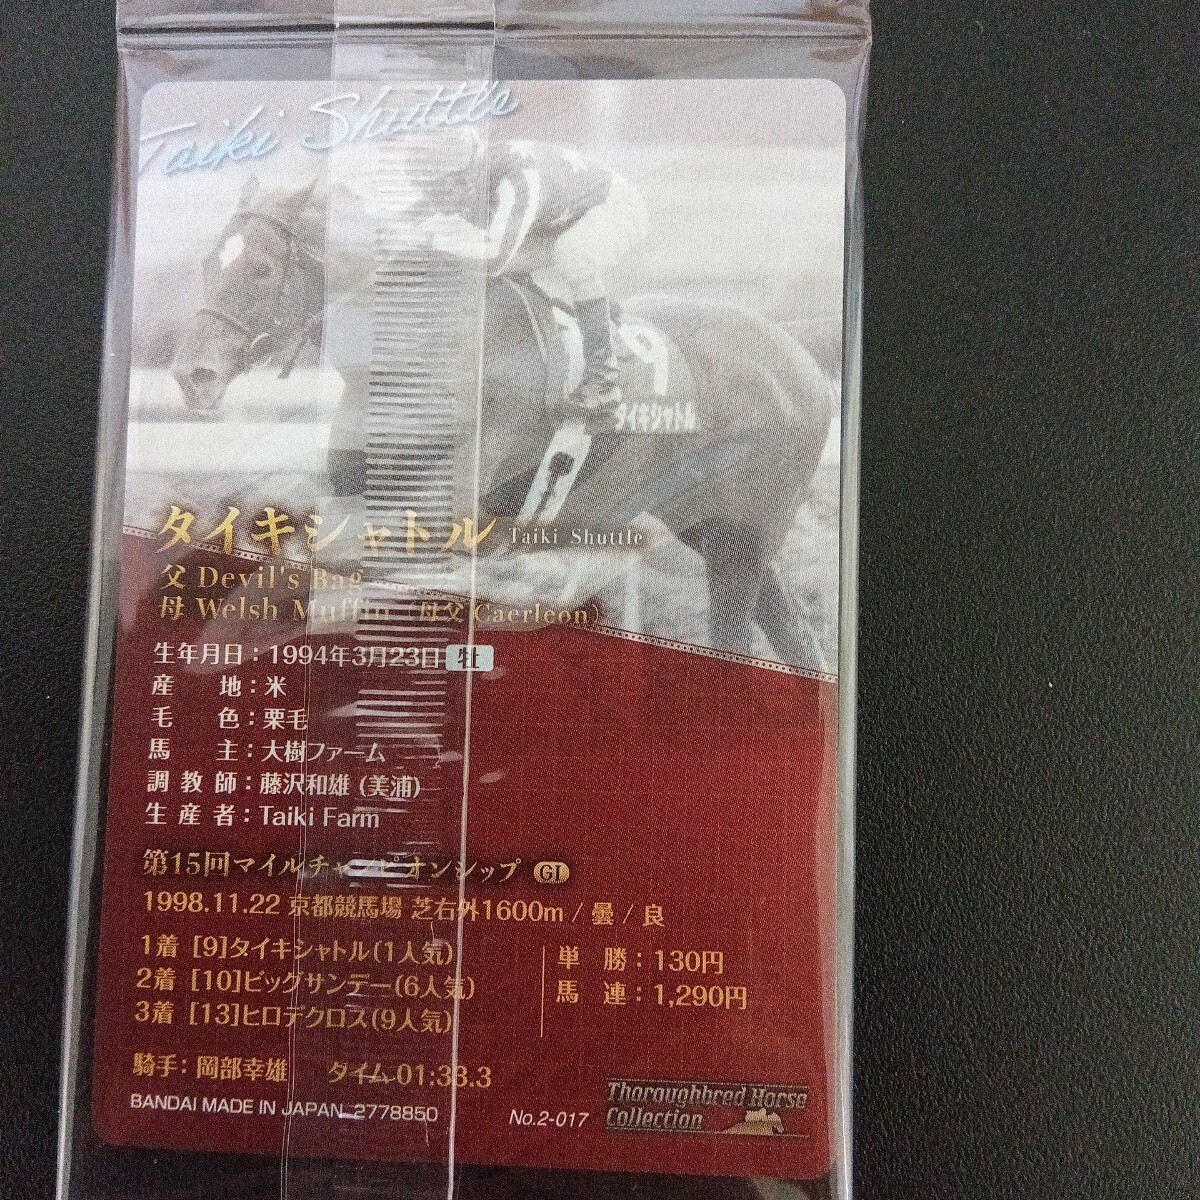 Taiki Shuttle
9
タイキシャトル
タイキシャトル Taiki Shuttle
父 Devil's Bag
母 Welsh Muffin（母父 Caerleon）
生年月日：1994年3月23日 牡
産 地：米
毛 色：栗毛
馬 主：大樹ファーム
調教師：藤沢和雄 (美浦)
生産者：Taiki Farm
第15回マイルチャンピオンシップ GI
1998.11.22 京都競馬場 芝右外1600m / 曇 / 良
1着 [9]タイキシャトル(1人気)
2着 [10]ビッグサンデー(6人気)
3着 [13]ヒロデクロス(9人気)
単 勝：130円
馬 連：1,290円
騎手：岡部幸雄 タイム 01:33.3
BANDAI MADE IN JAPAN 2778850
No.2-017
Thoroughbred Horse
Collection